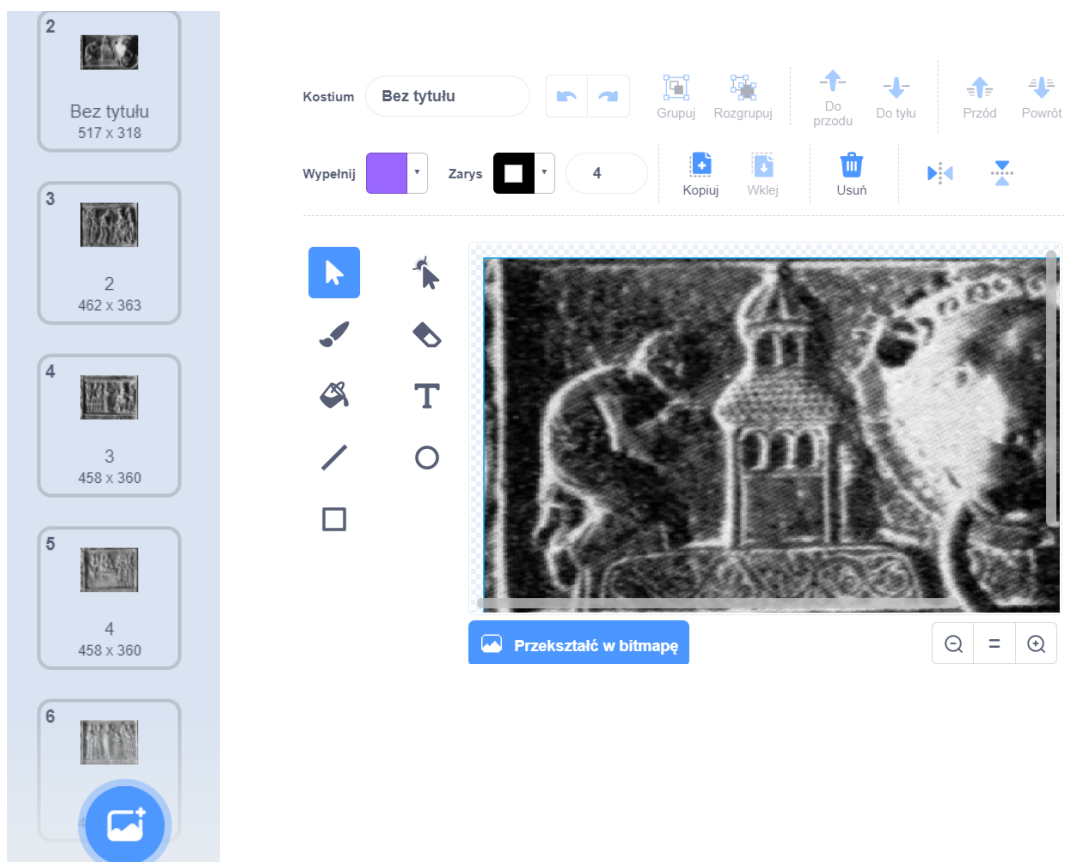 2
Bez tytułu
517 x 318
3
2
462 x 363
4
3
458 x 360
5
4
458 x 360
6
Kostium
Bez tytułu
Grupuj
Rozgrupuj
Do
przodu
Do tyłu
Przód
Powrót
Wypełnij
Zarys
4
Kopiuj
Wklej
Usuń
T
Przekształć w bitmapę